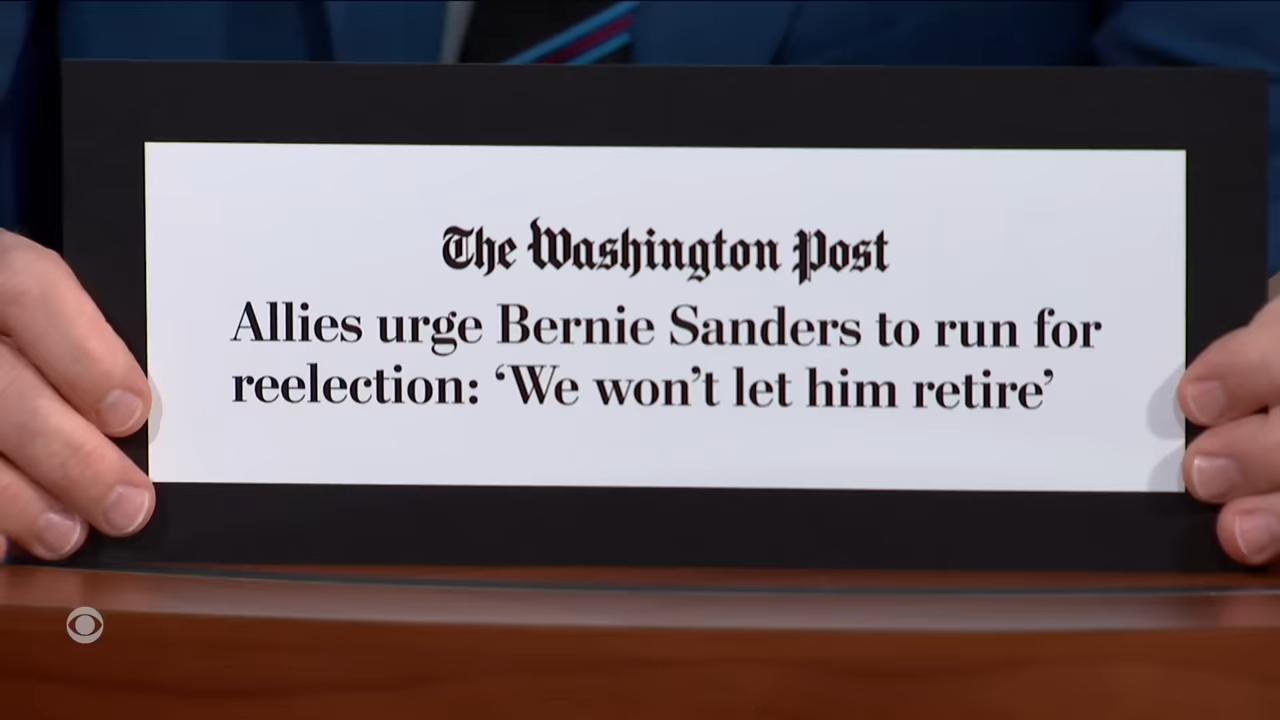 The Washington Post
Allies urge Bernie Sanders to run for
reelection: ‘We won’t let him retire’